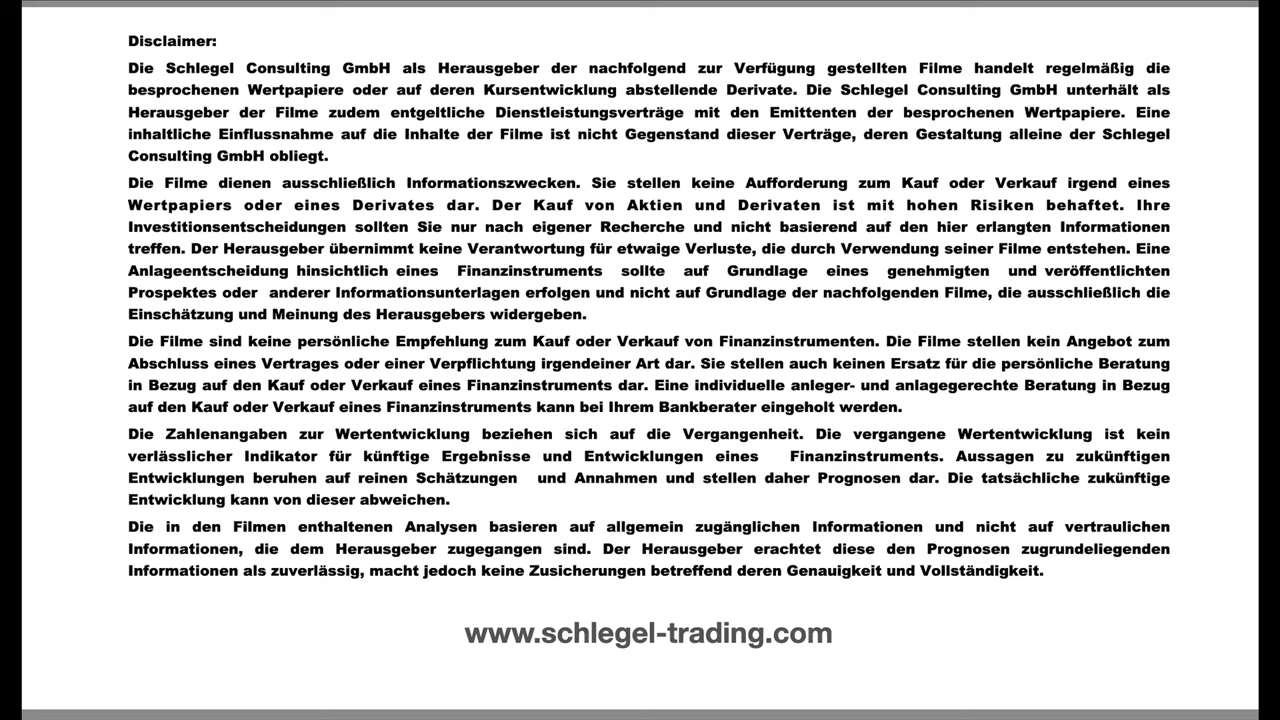 Disclaimer:
Die Schlegel Consulting GmbH als Herausgeber der nachfolgend zur Verfügung gestellten Filme handelt regelmäßig die
besprochenen Wertpapiere oder auf deren Kursentwicklung abstellende Derivate. Die Schlegel Consulting GmbH unterhält als
Herausgeber der Filme zudem entgeltliche Dienstleistungsverträge mit den Emittenten der besprochenen Wertpapiere. Eine
inhaltliche Einflussnahme auf die Inhalte der Filme ist nicht Gegenstand dieser Verträge, deren Gestaltung alleine der Schlegel
Consulting GmbH obliegt.
Die Filme dienen ausschließlich Informationszwecken. Sie stellen keine Aufforderung zum Kauf oder Verkauf irgend eines
Wertpapiers oder eines Derivates dar. Der Kauf von Aktien und Derivaten ist mit hohen Risiken behaftet. Ihre
Investitionsentscheidungen sollten Sie nur nach eigener Recherche und nicht basierend auf den hier erlangten Informationen
treffen. Der Herausgeber übernimmt keine Verantwortung für etwaige Verluste, die durch Verwendung seiner Filme entstehen. Eine
Anlageentscheidung hinsichtlich eines Finanzinstruments sollte auf Grundlage eines genehmigten und veröffentlichten
Prospektes oder anderer Informationsunterlagen erfolgen und nicht auf Grundlage der nachfolgenden Filme, die ausschließlich die
Einschätzung und Meinung des Herausgebers widergeben.
Die Filme sind keine persönliche Empfehlung zum Kauf oder Verkauf von Finanzinstrumenten. Die Filme stellen kein Angebot zum
Abschluss eines Vertrages oder einer Verpflichtung irgendeiner Art dar. Sie stellen auch keinen Ersatz für die persönliche Beratung
in Bezug auf den Kauf oder Verkauf eines Finanzinstruments dar. Eine individuelle anleger- und anlagegerechte Beratung in Bezug
auf den Kauf oder Verkauf eines Finanzinstruments kann bei Ihrem Bankberater eingeholt werden.
Die Zahlenangaben zur Wertentwicklung beziehen sich auf die Vergangenheit. Die vergangene Wertentwicklung ist kein
verlässlicher Indikator für künftige Ergebnisse und Entwicklungen eines Finanzinstruments. Aussagen zu zukünftigen
Entwicklungen beruhen auf reinen Schätzungen und Annahmen und stellen daher Prognosen dar. Die tatsächliche zukünftige
Entwicklung kann von dieser abweichen.
Die in den Filmen enthaltenen Analysen basieren auf allgemein zugänglichen Informationen und nicht auf vertraulichen
Informationen, die dem Herausgeber zugegangen sind. Der Herausgeber erachtet diese den Prognosen zugrundeliegenden
Informationen als zuverlässig, macht jedoch keine Zusicherungen betreffend deren Genauigkeit und Vollständigkeit.
www.schlegel-trading.com